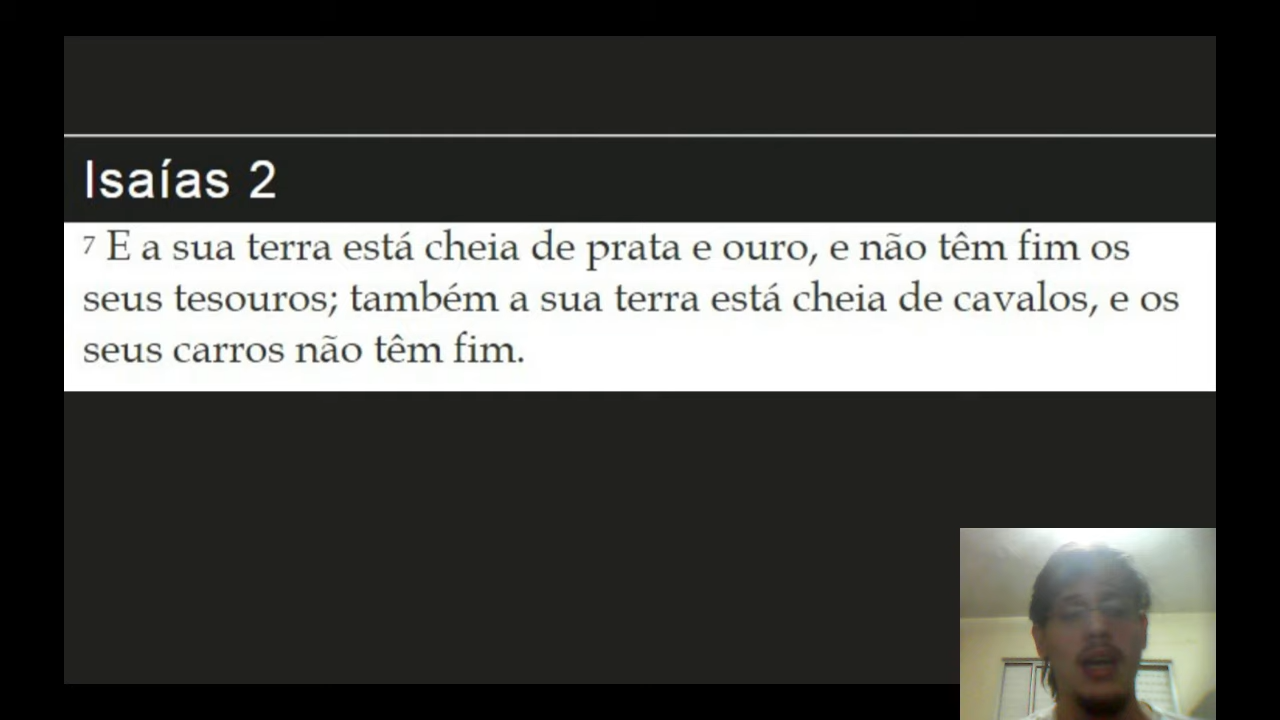 Isaías 2
7 E a sua terra está cheia de prata e ouro, e não têm fim os
seus tesouros; também a sua terra está cheia de cavalos, e os
seus carros não têm fim.